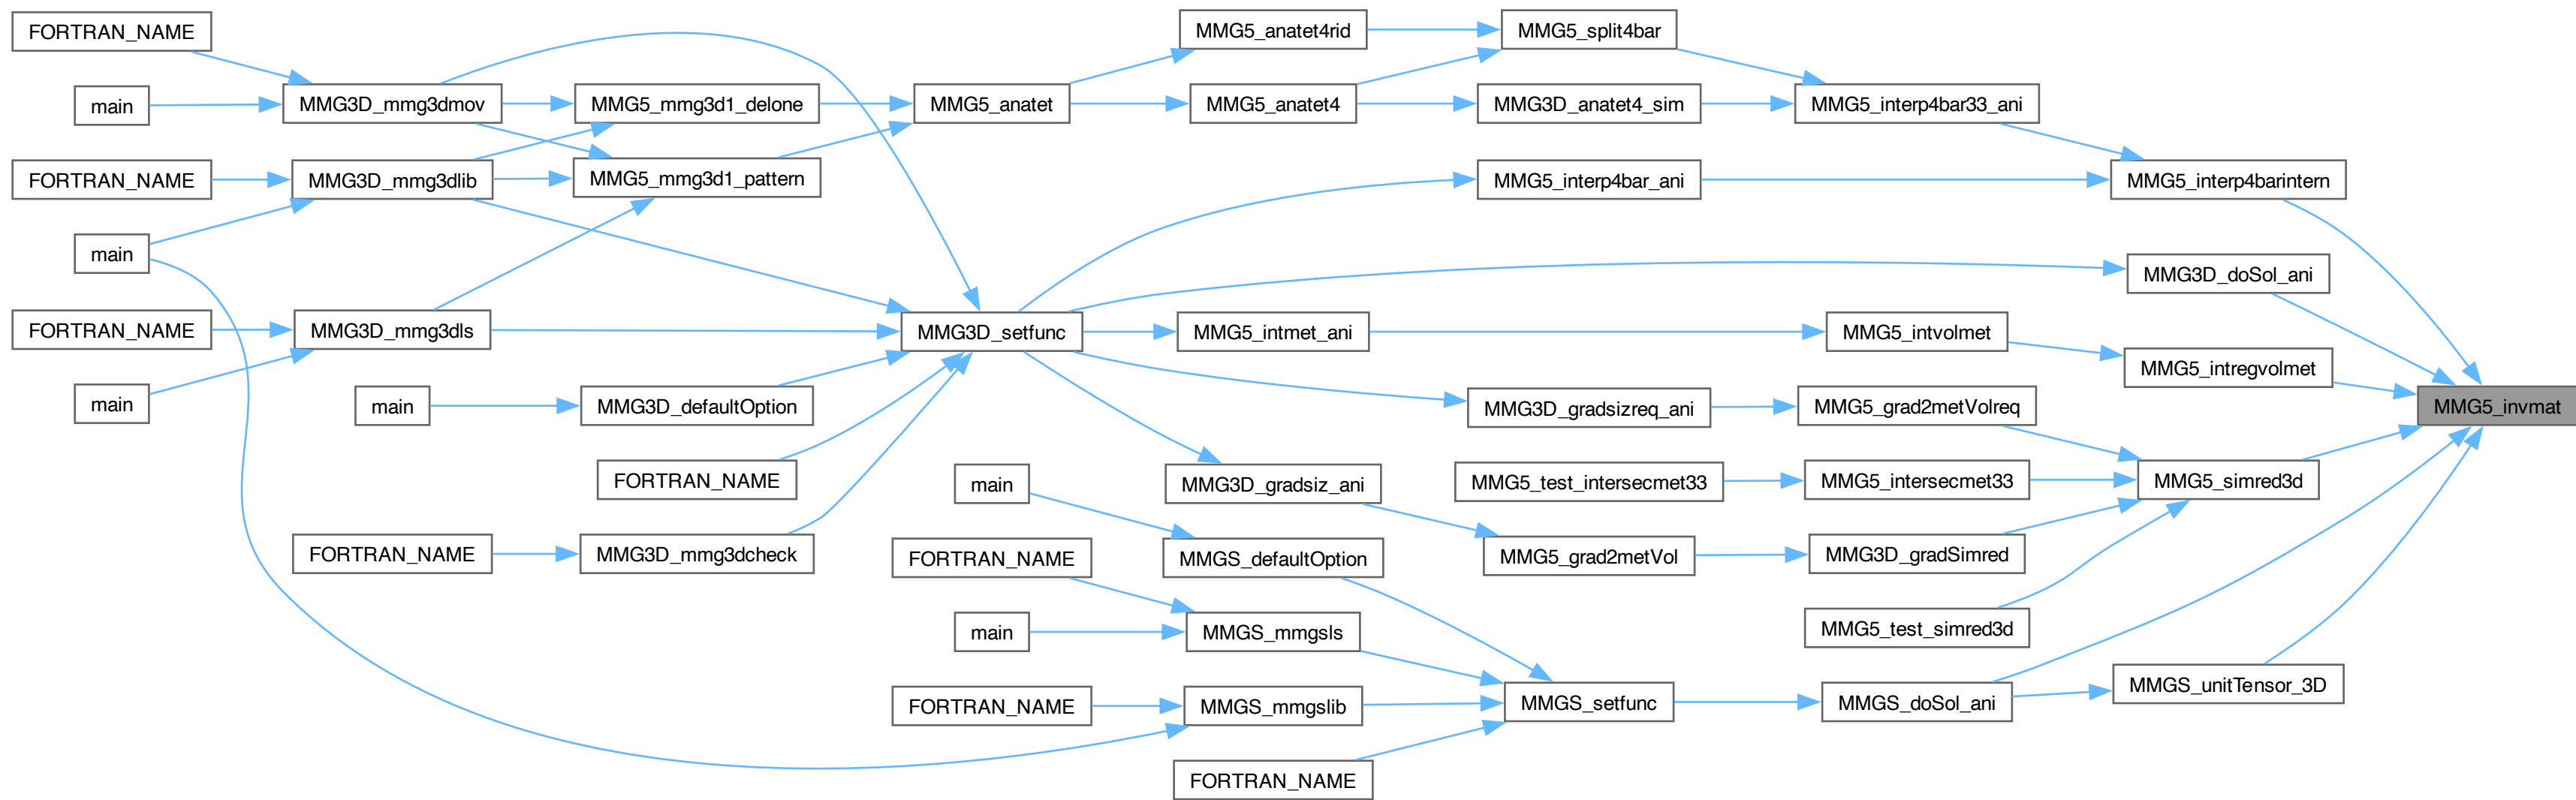 FORTRAN_NAME
main
MMG3D_mmg3dmov
MMG5_mmg3d1_delone
MMG5_anatet
MMG5_anatet4rid
MMG5_split4bar
MMG5_anatet4
MMG3D_anatet4_sim
MMG5_interp4bar33_ani
FORTRAN_NAME
MMG3D_mmg3dlib
MMG5_mmg3d1_pattern
MMG5_interp4bar_ani
MMG5_interp4barintern
main
MMG3D_doSol_ani
FORTRAN_NAME
MMG3D_mmg3dls
MMG3D_setfunc
MMG5_intmet_ani
MMG5_intvolmet
MMG5_intregvolmet
main
main
MMG3D_defaultOption
MMG3D_gradsizreq_ani
MMG5_grad2metVolreq
MMG5_invmat
FORTRAN_NAME
main
MMG3D_gradsiz_ani
MMG5_test_intersecmet33
MMG5_intersecmet33
MMG5_simred3d
FORTRAN_NAME
MMG3D_mmg3dcheck
FORTRAN_NAME
MMGS_defaultOption
MMG5_grad2metVol
MMG3D_gradSimred
main
MMGS_mmgsls
MMG5_test_simred3d
FORTRAN_NAME
MMGS_mmgslib
MMGS_setfunc
MMGS_doSol_ani
MMGS_unitTensor_3D
FORTRAN_NAME